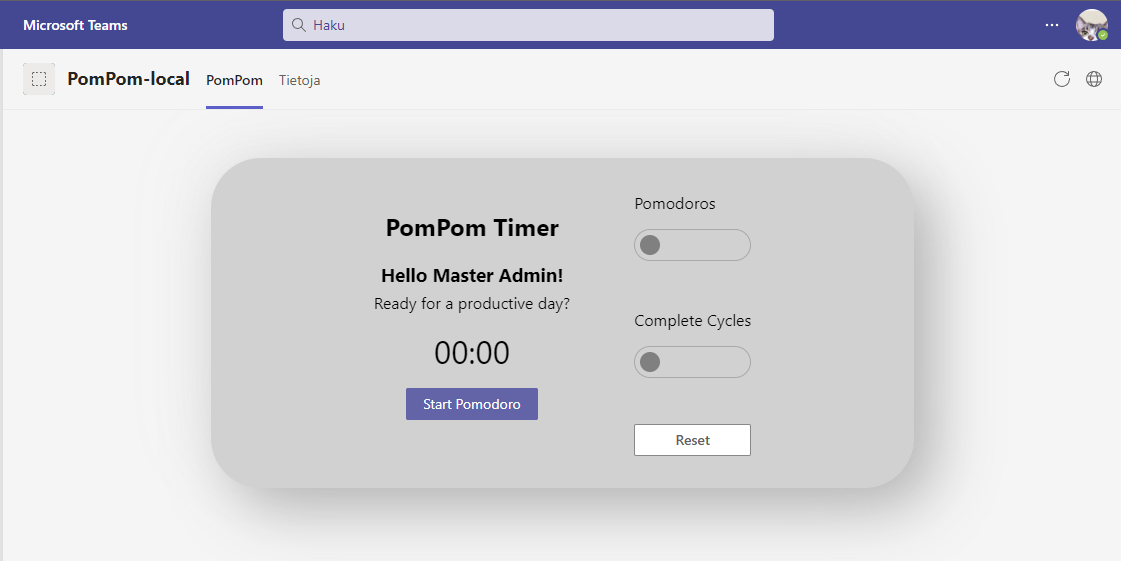 Microsoft Teams
Haku
PomPom-local
PomPom
Tietoja
PomPom Timer
Hello Master Admin!
Ready for a productive day?
00:00
Start Pomodoro
Pomodoros
Complete Cycles
Reset